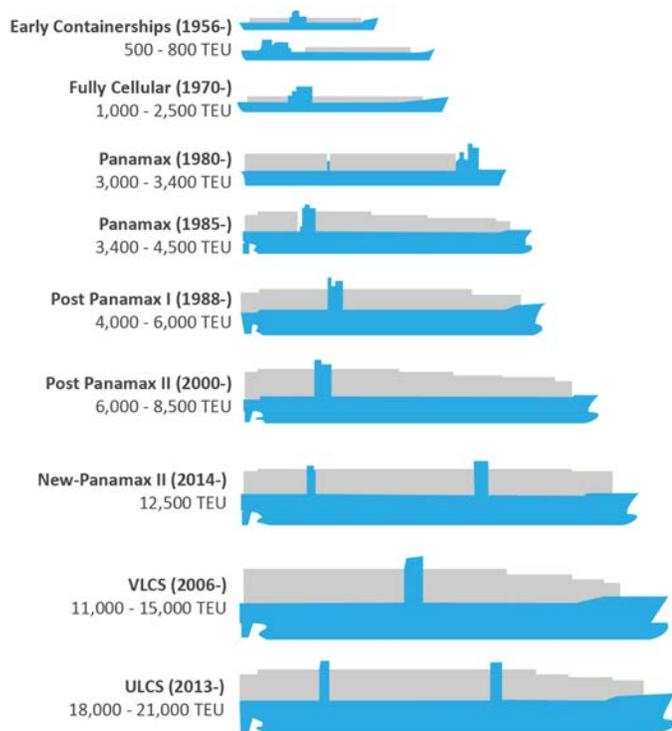 Early Containerships (1956-)
500 - 800 TEU
Fully Cellular (1970-)
1,000 - 2,500 TEU
Panamax (1980-)
3,000 - 3,400 TEU
Panamax (1985-)
3,400 - 4,500 TEU
Post Panamax I (1988-)
4,000 - 6,000 TEU
Post Panamax II (2000-)
6,000 - 8,500 TEU
New-Panamax II (2014-)
12,500 TEU
VLCS (2006-)
11,000 - 15,000 TEU
ULCS (2013-)
18,000 - 21,000 TEU